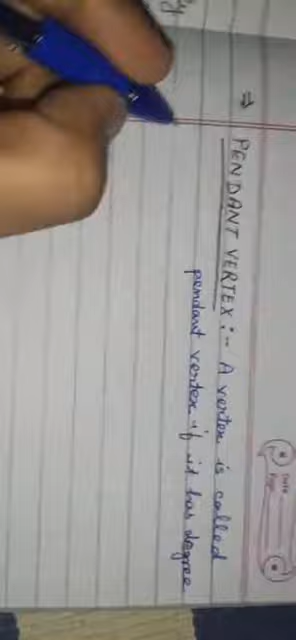 ⇒ PENDANT VERTEX :- A vertex is called
pendant vertex if it has degree